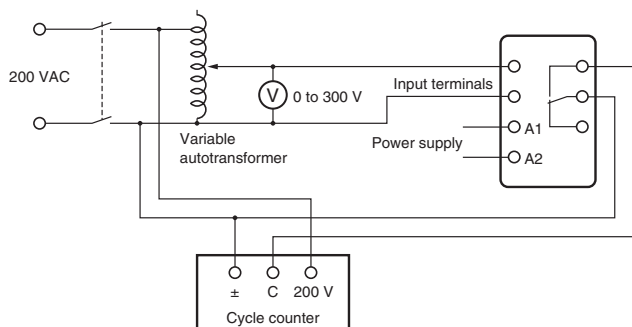 200 VAC
V
0 to 300 V
Input terminals
Variable
autotransformer
Power supply
A1
A2
± C 200 V
Cycle counter